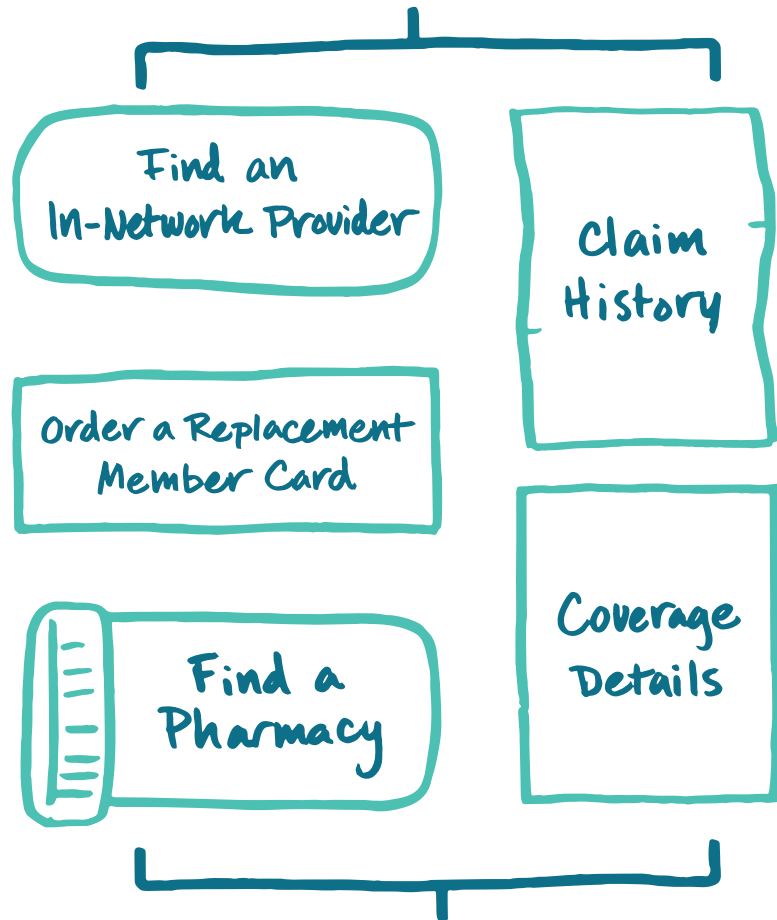 Find an
In-Network Provider
Claim
History
Order a Replacement
Member Card
Coverage
Details
Find a
Pharmacy